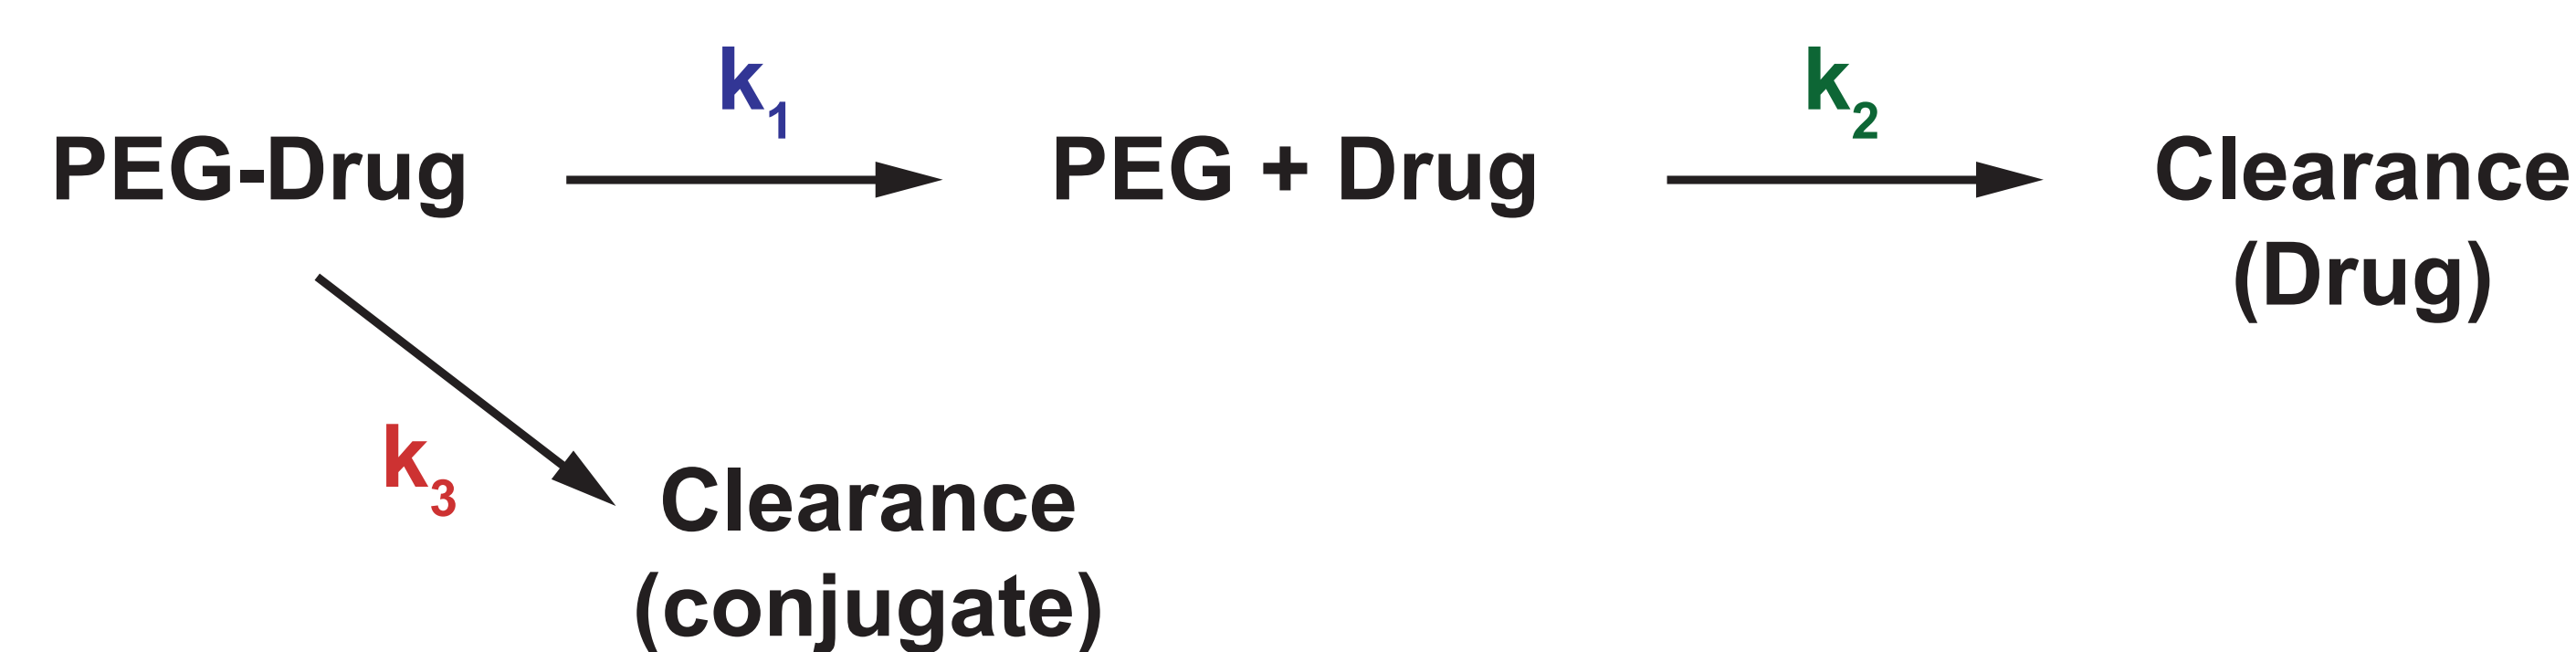 k1
k2
PEG-Drug
PEG + Drug
Clearance
(Drug)
k3
Clearance
(conjugate)